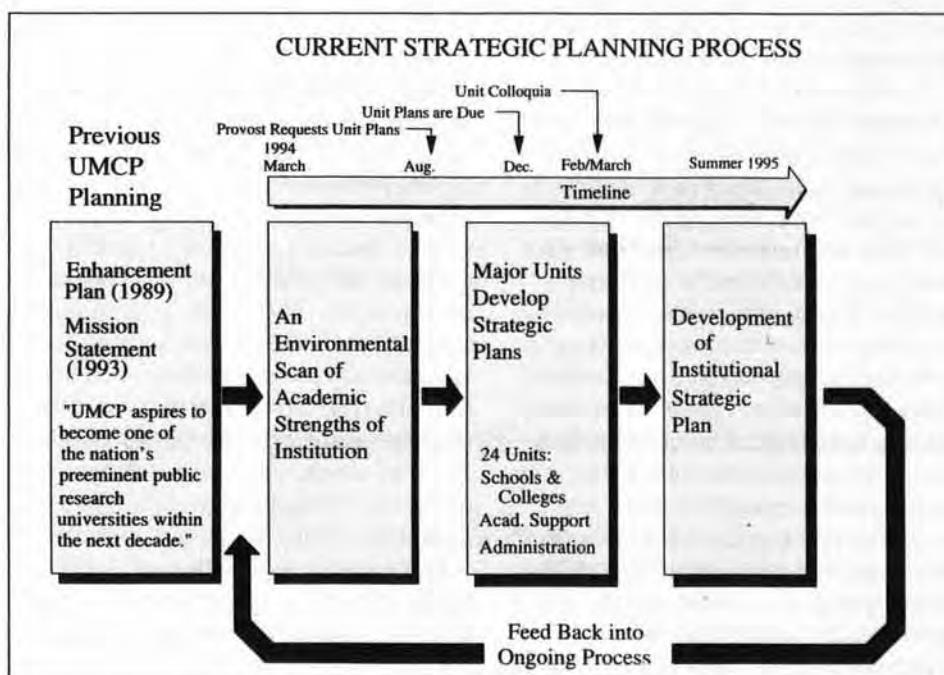 CURRENT STRATEGIC PLANNING PROCESS
Unit Colloquia
Unit Plans are Due
Provost Requests Unit Plans
1994
March
Aug.
Dec.
Feb/March
Summer 1995
Timeline
Previous
UMCP
Planning
Enhancement
Plan (1989)
Mission
Statement
(1993)
"UMCP aspires to
become one of
the nation's
preeminent public
research
universities within
the next decade."
An
Environmental
Scan of
Academic
Strengths of
Institution
Major Units
Develop
Strategic
Plans
24 Units:
Schools &
Colleges
Acad. Support
Administration
Development
of
Institutional
Strategic
Plan
Feed Back into
Ongoing Process